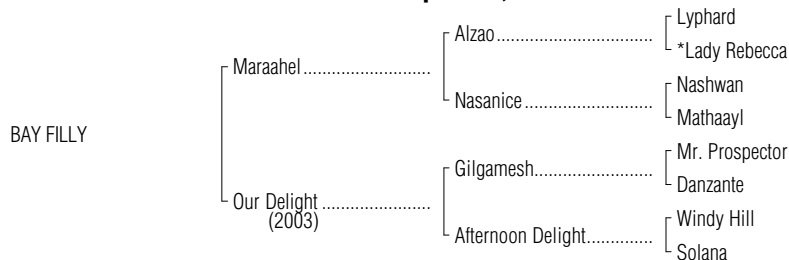 Lyphard
Alzao
*Lady Rebecca
Maraahel
Nashwan
Nasanice
Mathaayl
BAY FILLY
Mr. Prospector
Gilgamesh
Danzante
Our Delight
(2003)
Windy Hill
Afternoon Delight
Solana